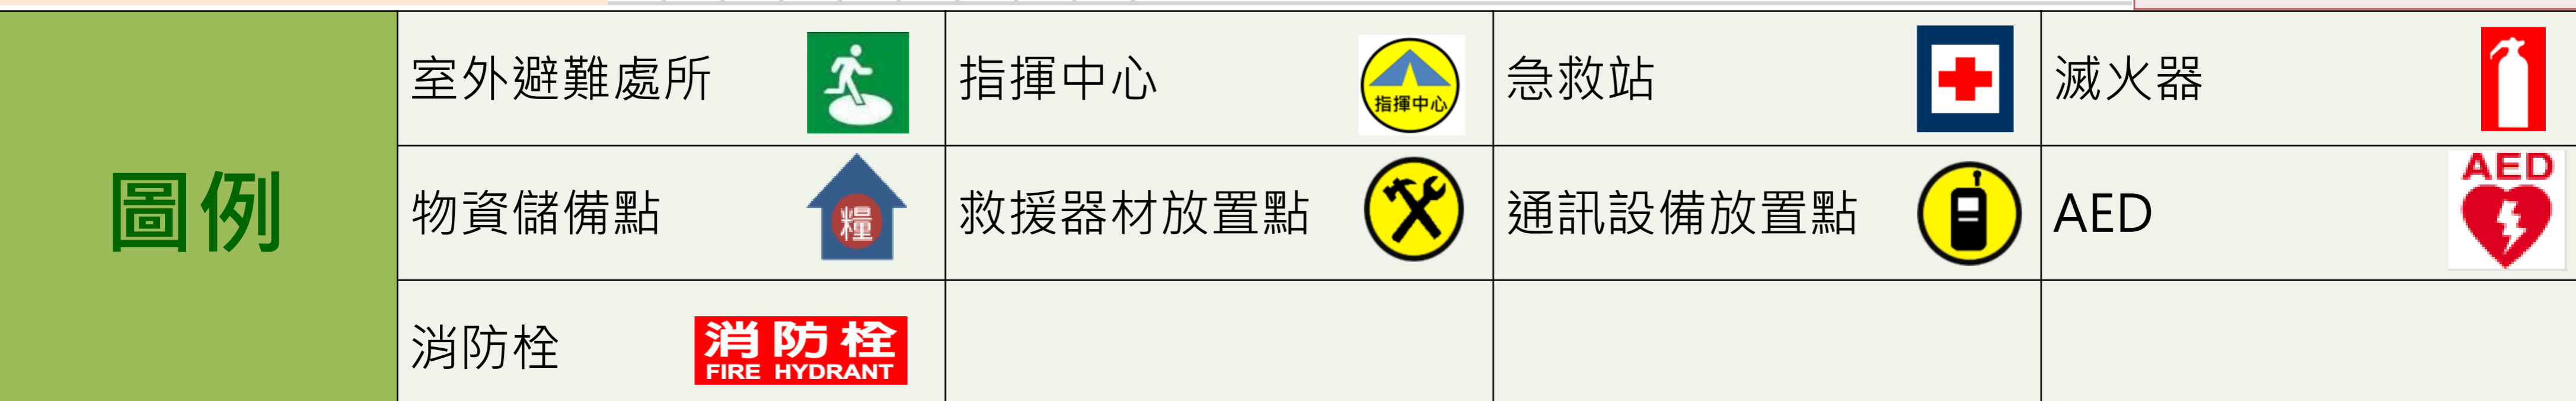 圖例
室外避難處所
指揮中心
指揮中心
急救站
滅火器
物資儲備點
糧
救援器材放置點
通訊設備放置點
AED
AED
消防栓
消防栓
FIRE HYDRANT